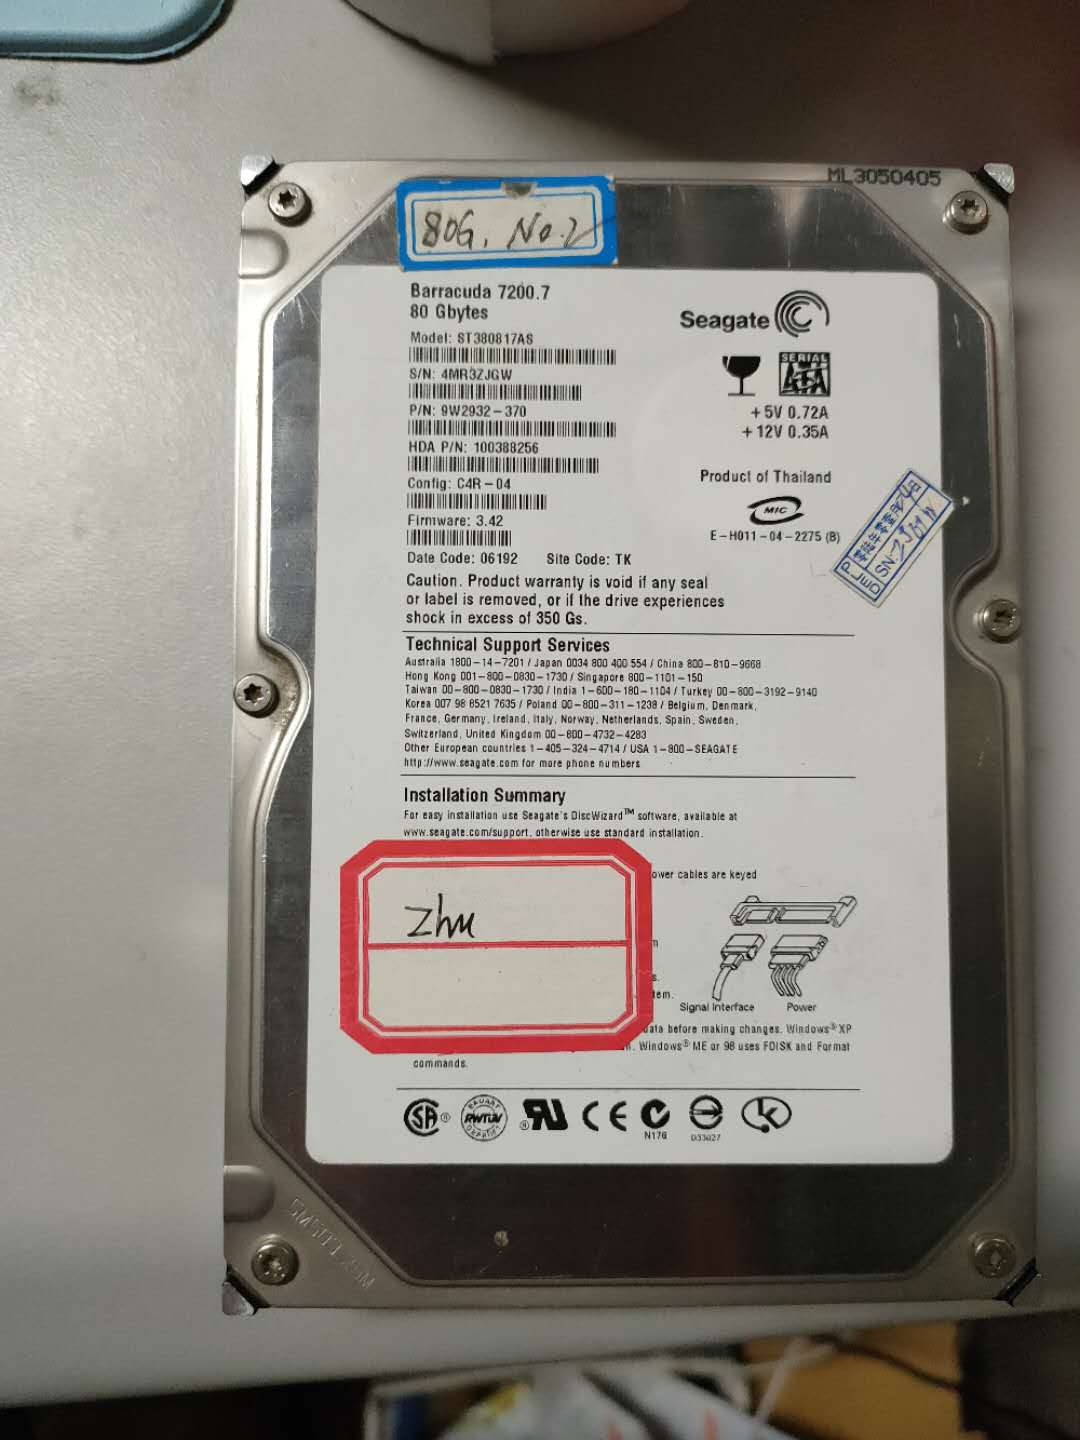 ML3050405
80G. No.2
Barracuda 7200.7
80 Gbytes
Model: ST380817AS
S/N: 4MR3ZJGW
P/N: 9W2932-370
HDA P/N: 100388256
Config: C4R-04
Firmware: 3.42
Date Code: 06192 Site Code: TK
Seagate
SERIAL
ATA
+5V 0.72A
+12V 0.35A
Product of Thailand
MIC
E-H011-04-2275 (B)
Caution. Product warranty is void if any seal
or label is removed, or if the drive experiences
shock in excess of 350 Gs.
Technical Support Services
Australia 1800-14-7201 / Japan 0034 800 400 554 / China 800-810-9668
Hong Kong 001-800-0830-1730 / Singapore 800-1101-150
Taiwan 00-800-0830-1730 / India 1-600-180-1104 / Turkey 00-800-3192-9140
Korea 007 98 8521 7635 / Poland 00-800-311-1238 / Belgium, Denmark,
France, Germany, Ireland, Italy, Norway, Netherlands, Spain, Sweden,
Switzerland, United Kingdom 00-800-4732-4283
Other European countries 1-405-324-4714 / USA 1-800-SEAGATE
http://www.seagate.com for more phone numbers
Installation Summary
For easy installation use Seagate's DiscWizard™ software, available at
www.seagate.com/support, otherwise use standard installation.
ower cables are keyed
Zhu
Signal Interface Power
data before making changes. Windows® XP
Windows® ME or 98 uses FDISK and Format
commands.
N176
D33027